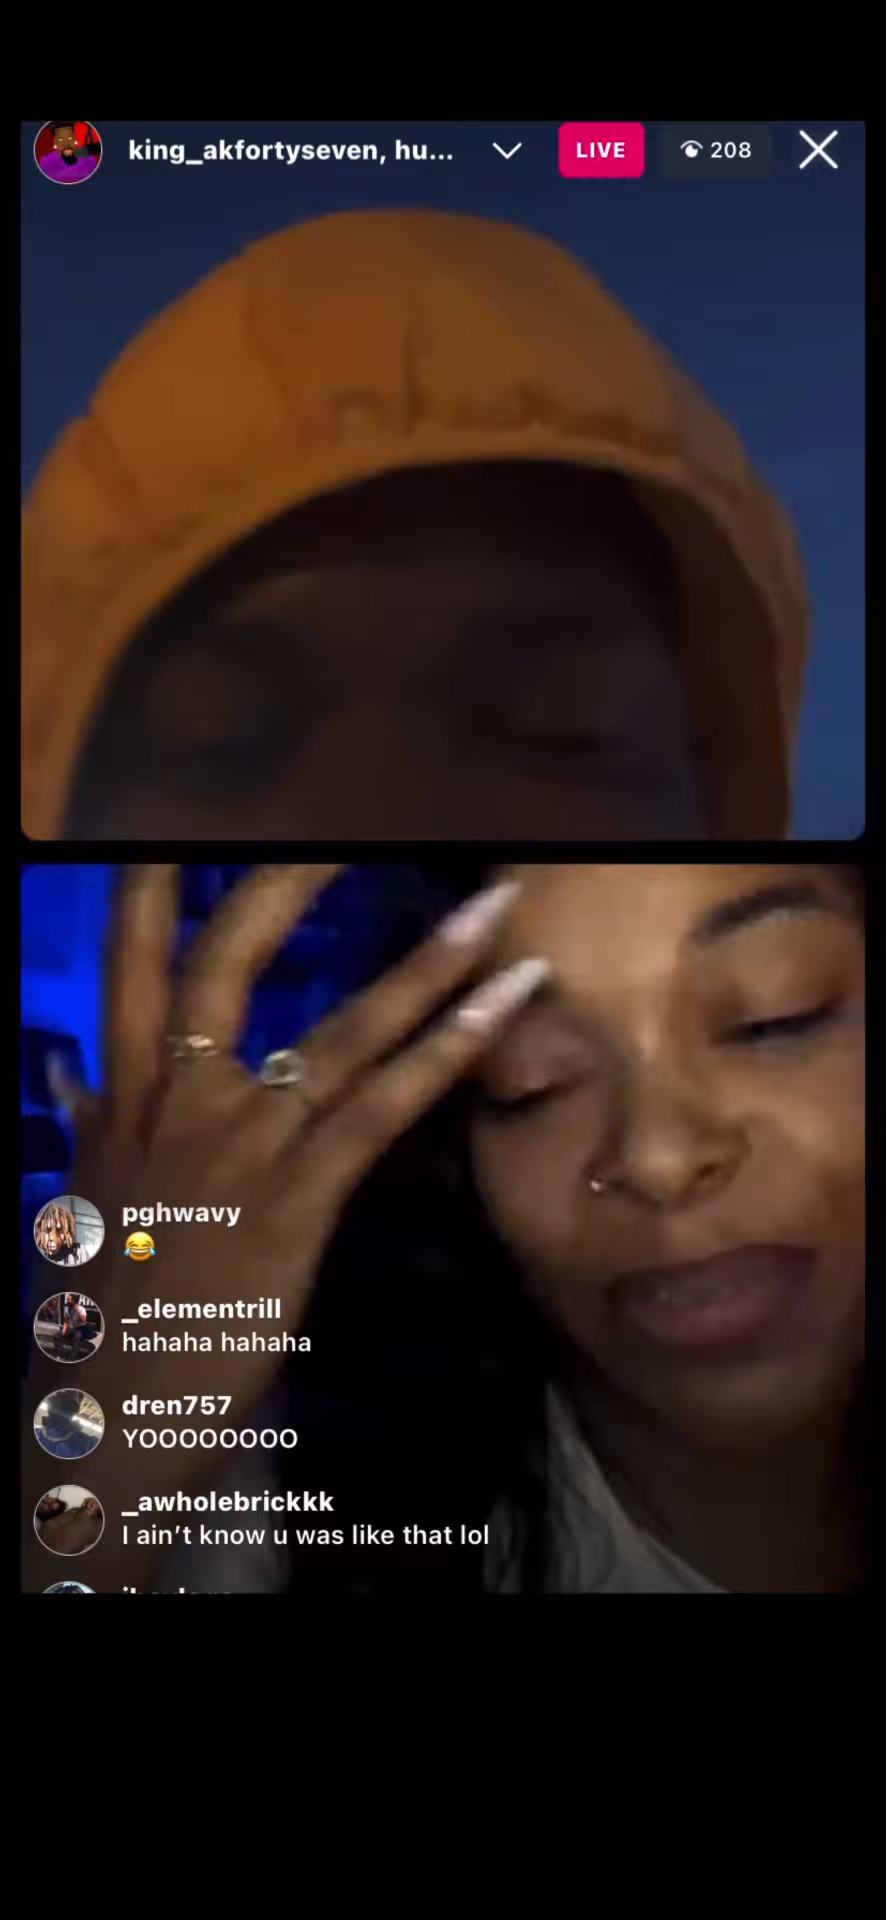 king_akfortyseven, hu...
LIVE
208
pghwavy
😂
_elementrill
hahaha hahaha
dren757
YOOOOOOOO
_awholebrickkk
I ain’t know u was like that lol